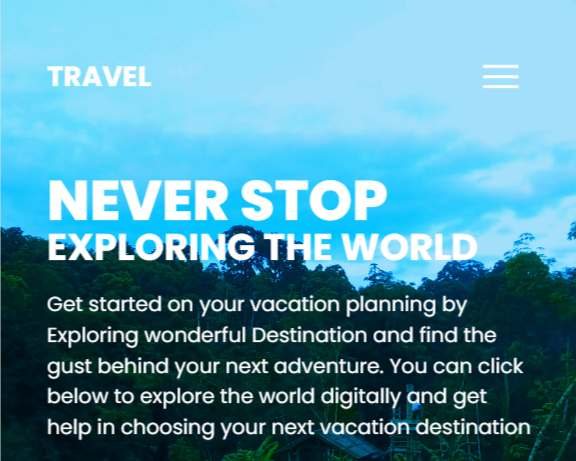 TRAVEL
NEVER STOP
EXPLORING THE WORLD
Get started on your vacation planning by
Exploring wonderful Destination and find the
gust behind your next adventure. You can click
below to explore the world digitally and get
help in choosing your next vacation destination